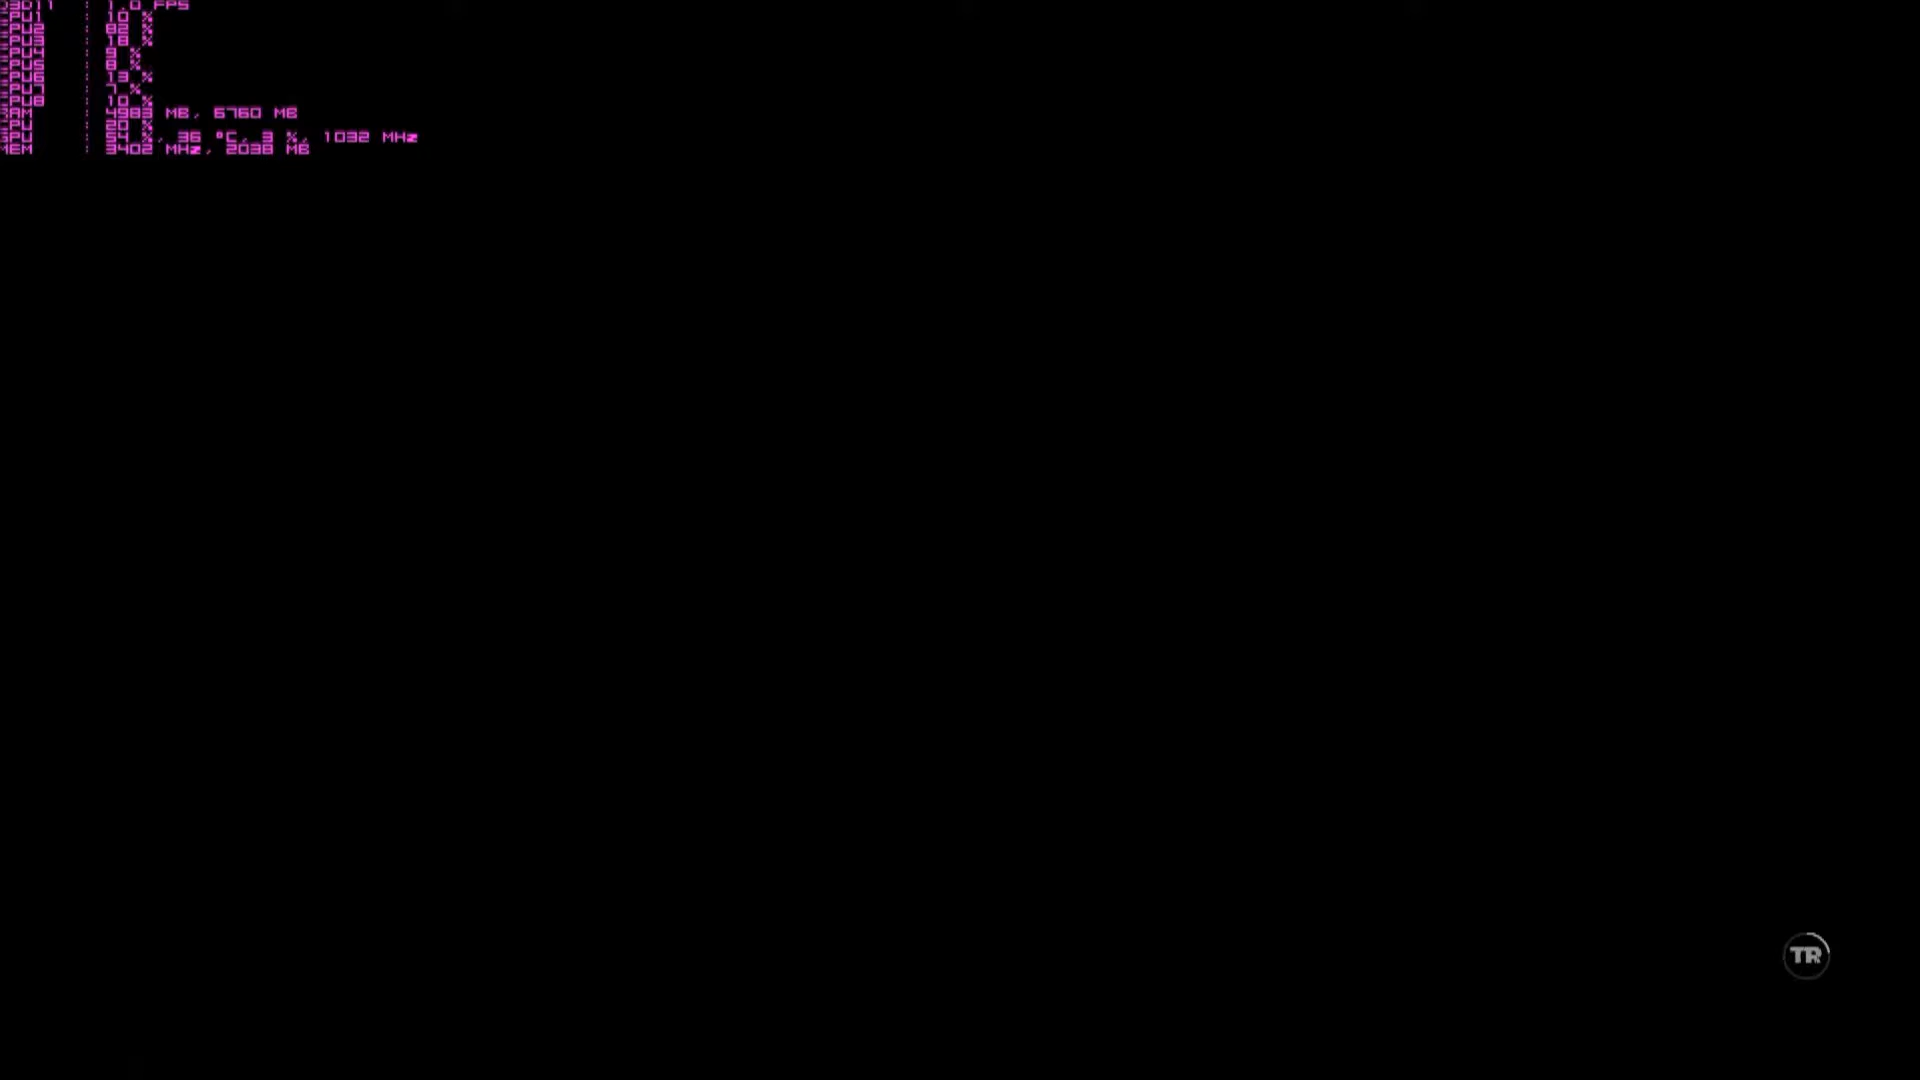 D3D11 : 1.0 FPS
CPU1 : 10 %
CPU2 : 82 %
CPU3 : 18 %
CPU4 : 9 %
CPU5 : 8 %
CPU6 : 13 %
CPU7 : 7 %
CPU8 : 10 %
RAM : 4983 MB, 6760 MB
CPU : 20 %
GPU : 54 %, 36 °C, 3 %, 1032 MHz
MEM : 3402 MHz, 2038 MB
TR